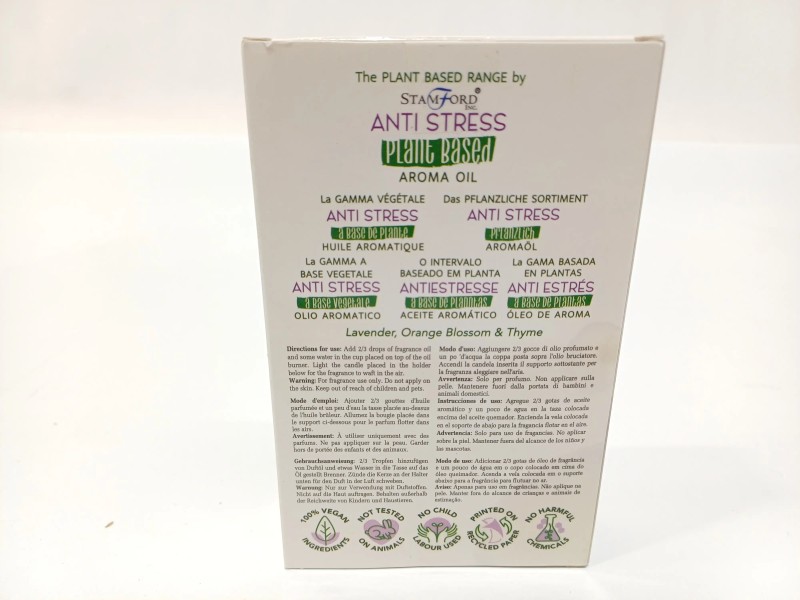 The PLANT BASED RANGE by
STAMFORD INC.
ANTI STRESS
PLANT BASED
AROMA OIL
La GAMMA VÉGÉTALE
ANTI STRESS
à BASE DE PLANTE
HUILE AROMATIQUE
Das PFLANZLICHE SORTIMENT
ANTI STRESS
PFLANZLICH
AROMAÖL
La GAMMA A
BASE VEGETALE
ANTI STRESS
a BASE VEGETALE
OLIO AROMATICO
O INTERVALO
BASEADO EM PLANTA
ANTIESTRESSE
a BASE DE PLANNTAS
ACEITE AROMÁTICO
La GAMA BASADA
EN PLANTAS
ANTI ESTRÉS
a BASE DE PLANTAS
ÓLEO DE AROMA
Lavender, Orange Blossom & Thyme
Directions for use: Add 2/3 drops of fragrance oil
and some water in the cup placed on top of the oil
burner. Light the candle placed in the holder
below for the fragrance to waft in the air.
Warning: For fragrance use only. Do not apply on
the skin. Keep out of reach of children and pets.
Mode d'emploi: Ajouter 2/3 gouttes d'huile
parfumée et un peu d'eau la tasse placée au-dessus
de l'huile brûleur. Allumez la bougie placée dans
le support ci-dessous pour le parfum flotter dans
les airs.
Avertissement: À utiliser uniquement avec des
parfums. Ne pas appliquer sur la peau. Garder
hors de portée des enfants et des animaux.
Gebrauchsanweisung: 2/3 Tropfen hinzufügen
von Duftöl und etwas Wasser in die Tasse auf das
Öl gestellt Brenner. Zünde die Kerze an der Halter
unten für den Duft in der Luft schweben.
Warnung: Nur zur Verwendung mit Duftstoffen.
Nicht auf die Haut auftragen. Behalten außerhalb
der Reichweite von Kindern und Haustieren.
Modo d'uso: Aggiungere 2/3 gocce di olio profumato e
un po 'd'acqua la coppa posta sopra l'olio bruciatore.
Accendi la candela inserita il supporto sottostante per
la fragranza aleggiare nell'aria.
Avvertenza: Solo per profumo. Non applicare sulla
pelle. Mantenere fuori dalla portata di bambini e
animali domestici.
Instrucciones de uso: Agregue 2/3 gotas de aceite
aromático y un poco de agua en la taza colocada
encima del aceite quemador. Encienda la vela colocada
en el soporte de abajo para la fragancia flotar en el aire.
Advertencia: Solo para uso de fragancias. No aplicar
sobre la piel. Mantener fuera del alcance de los niños y
las mascotas.
Modo de uso: Adicionar 2/3 gotas de óleo de fragrância
e um pouco de água em o copo colocado em cima do
óleo queimador. Acenda a vela colocada em o suporte
abaixo para a fragrância flutuar no ar.
Aviso: Apenas para uso em fragrâncias. Não aplique na
pele. Manter fora do alcance de crianças e animais de
estimação.
100% VEGAN INGREDIENTS
NOT TESTED ON ANIMALS
NO CHILD LABOUR USED
PRINTED ON RECYCLED PAPER
NO HARMFUL CHEMICALS